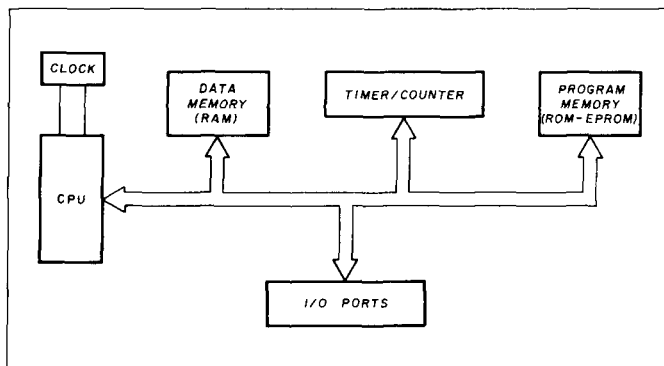 CLOCK
DATA
MEMORY
(RAM)
TIMER/COUNTER
PROGRAM
MEMORY
(ROM-EPROM)
CPU
I/O PORTS